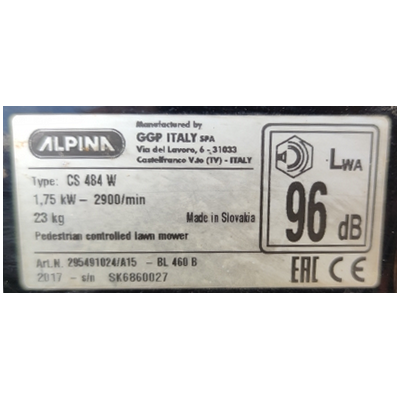 ALPINA
Manufactured by
GGP ITALY SPA
Via del Lavoro, 6 - 31033
Castelfranco V.to (TV) - ITALY
Type: CS 484 W
1,75 kW - 2900/min
23 kg
Made in Slovakia
Pedestrian controlled lawn mower
Art.N. 295491024/A15 - BL 460 B
2017 - s/n SK6860027
LWA
96 dB
EAC CE